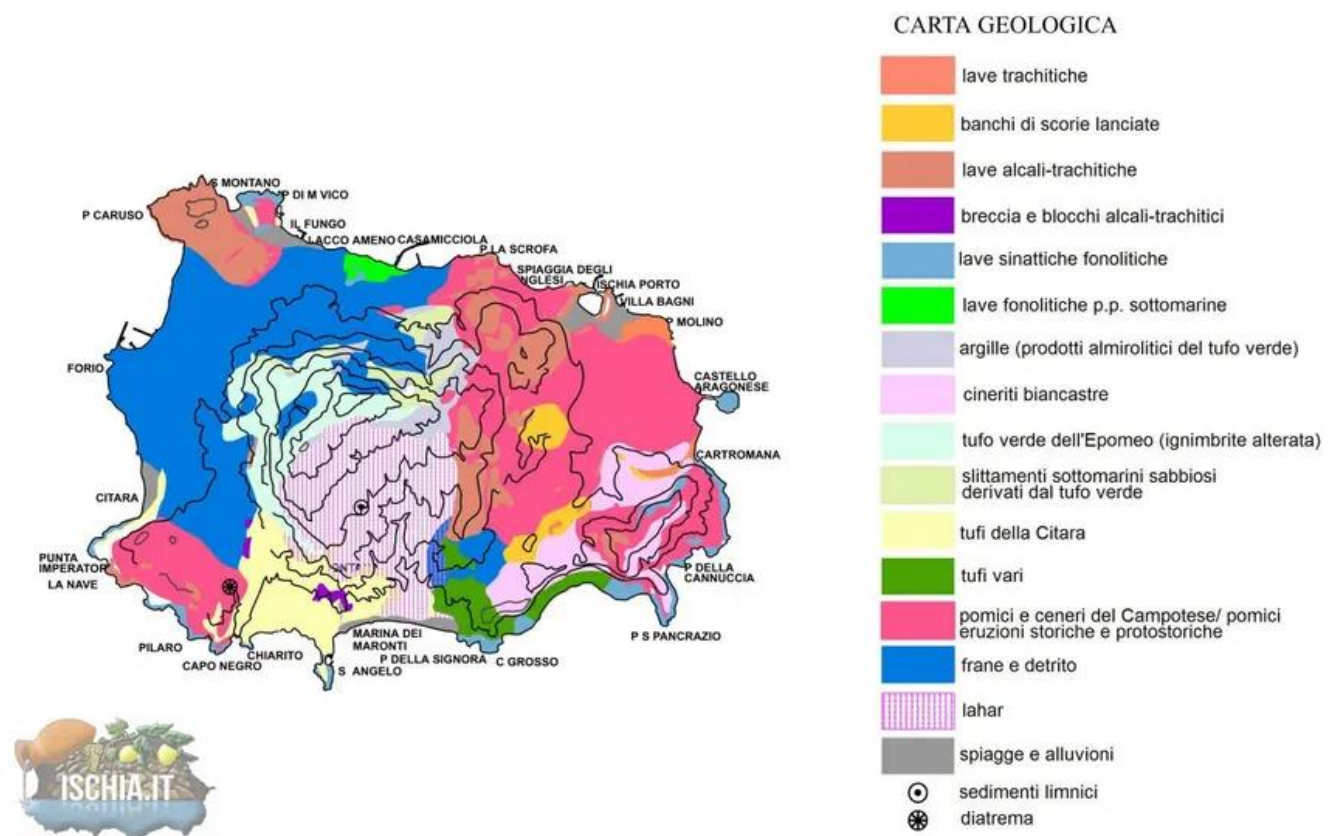 CARTA GEOLOGICA
lave trachitiche
banchi di scorie lanciate
lave alcali-trachitiche
breccia e blocchi alcali-trachitici
lave sinattiche fonolitiche
lave fonolitiche p.p. sottomarine
argille (prodotti almirolitici del tufo verde)
cineriti biancastre
tufo verde dell'Epomeo (ignimbrite alterata)
slittamenti sottomarini sabbiosi
derivati dal tufo verde
tufi della Citara
tufi vari
pomici e ceneri del Campotese/ pomici
eruzioni storiche e protostoriche
frane e detrito
lahar
spiagge e alluvioni
sedimenti limnici
diatrema
S MONTANO
P DI M VICO
P CARUSO
IL FUNGO
LACCO AMENO
CASAMICCIOLA
P LA SCROFA
SPIAGGIA DEGLI
NGLESI
ISCHIA PORTO
VILLA BAGNI
P MOLINO
FORIO
CASTELLO
ARAGONESE
CARTROMANA
CITARA
PUNTA
IMPERATOR
LA NAVE
P DELLA
CANNUCCIA
P S PANCRAZIO
PILARO
CAPO NEGRO
CHIARITO
MARINA DEI
MARONTI
P DELLA SIGNORA
C GROSSO
S ANGELO
ISCHIA.IT